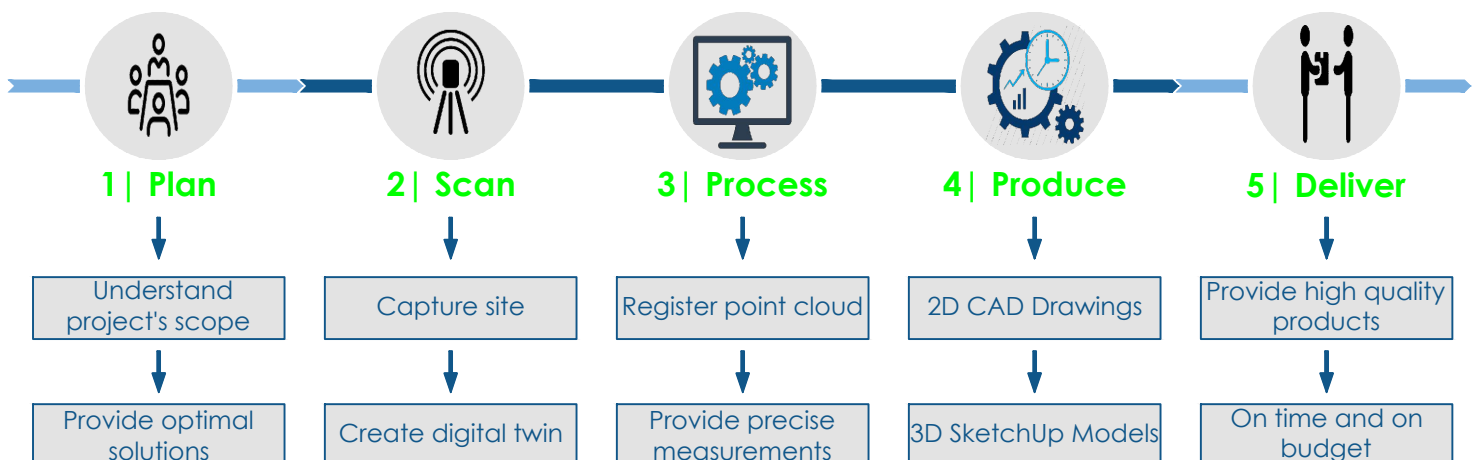 1| Plan
2| Scan
3| Process
4| Produce
5| Deliver
Understand
project's scope
Capture site
Register point cloud
2D CAD Drawings
Provide high quality
products
Provide optimal
solutions
Create digital twin
Provide precise
measurements
3D SketchUp Models
On time and on
budget